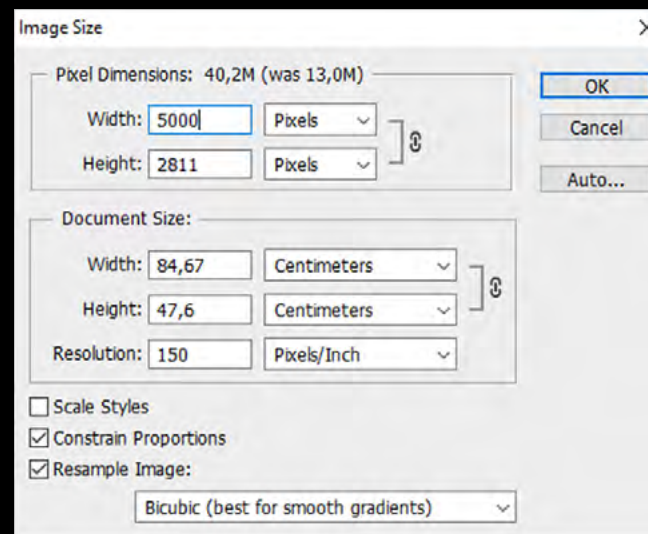 Image Size
Pixel Dimensions: 40,2M (was 13,0M)
OK
Width: 5000 Pixels
Cancel
Height: 2811 Pixels
Auto...
Document Size:
Width: 84,67 Centimeters
Height: 47,6 Centimeters
Resolution: 150 Pixels/Inch
Scale Styles
Constrain Proportions
Resample Image:
Bicubic (best for smooth gradients)